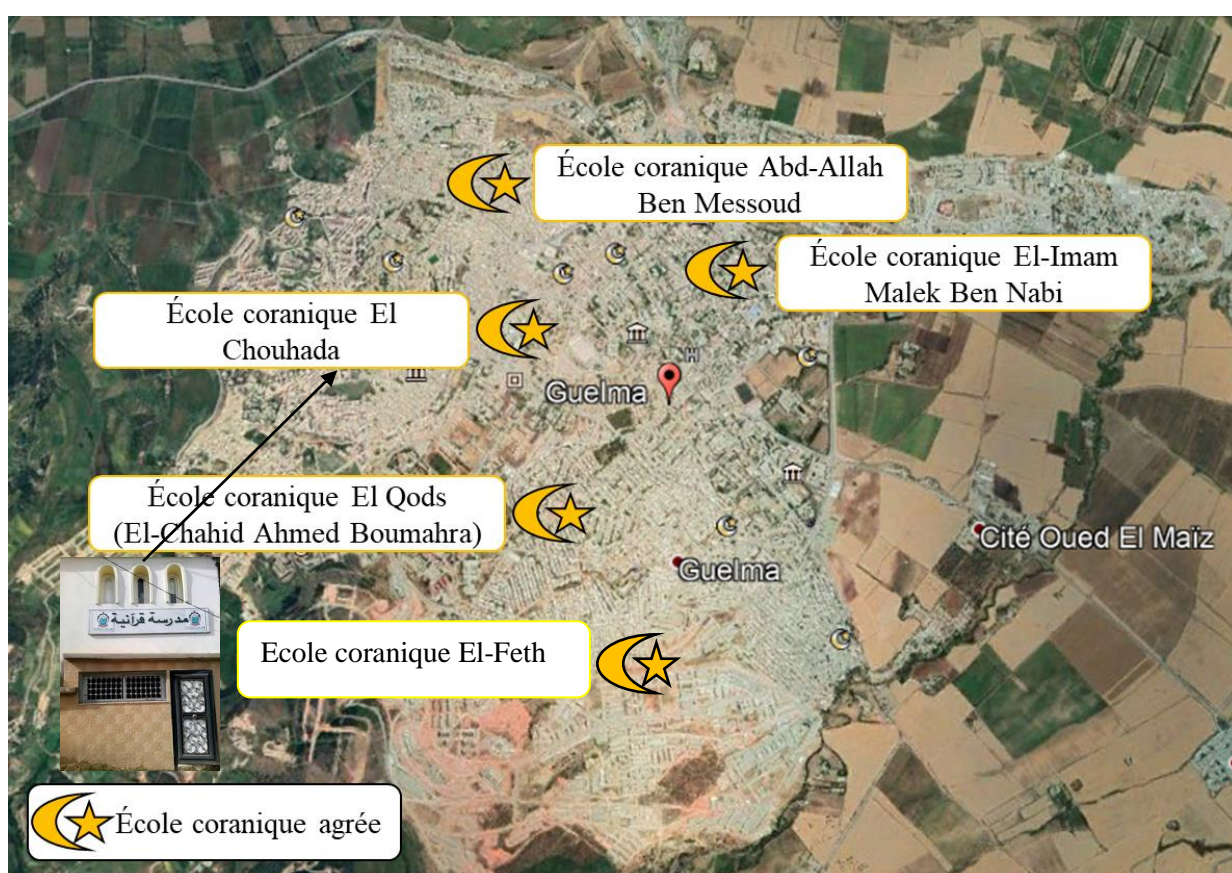 École coranique Abd-Allah
Ben Messoud
École coranique El-Imam
Malek Ben Nabi
École coranique El
Chouhada
H
Guelma
École coranique El Qods
(El-Chahid Ahmed Boumahra)
Cité Oued El Maïz
Guelma
مدرسة قرآنية
Ecole coranique El-Feth
École coranique agrée